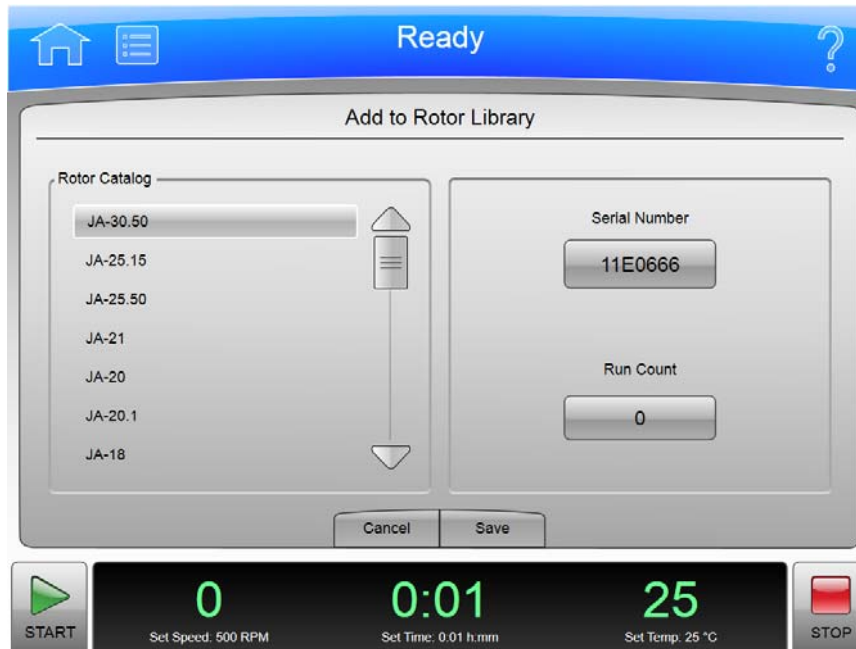 Ready
?
Add to Rotor Library
Rotor Catalog
JA-30.50
JA-25.15
JA-25.50
JA-21
JA-20
JA-20.1
JA-18
Serial Number
11E0666
Run Count
0
Cancel
Save
START
0
Set Speed: 500 RPM
0:01
Set Time: 0:01 h:mm
25
Set Temp: 25 °C
STOP